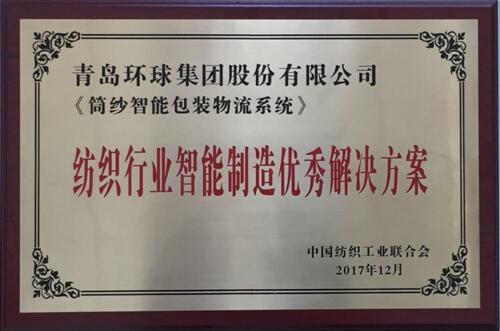 青岛环球集团股份有限公司
《筒纱智能包装物流系统》
纺织行业智能制造优秀解决方案
中国纺织工业联合会
2017年12月